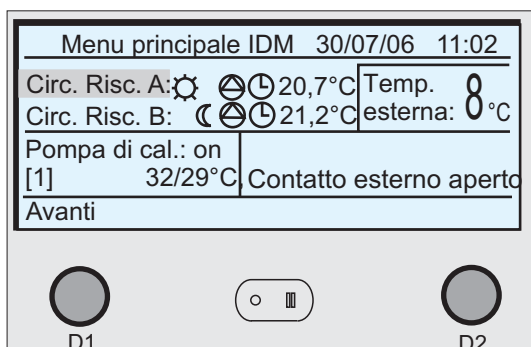 Menu principale IDM 30/07/06 11:02
Circ. Risc. A: 20,7°C Temp.
Circ. Risc. B: 21,2°C esterna: 8 °C
Pompa di cal.: on
[1] 32/29°C, Contatto esterno aperto
Avanti
D1 D2